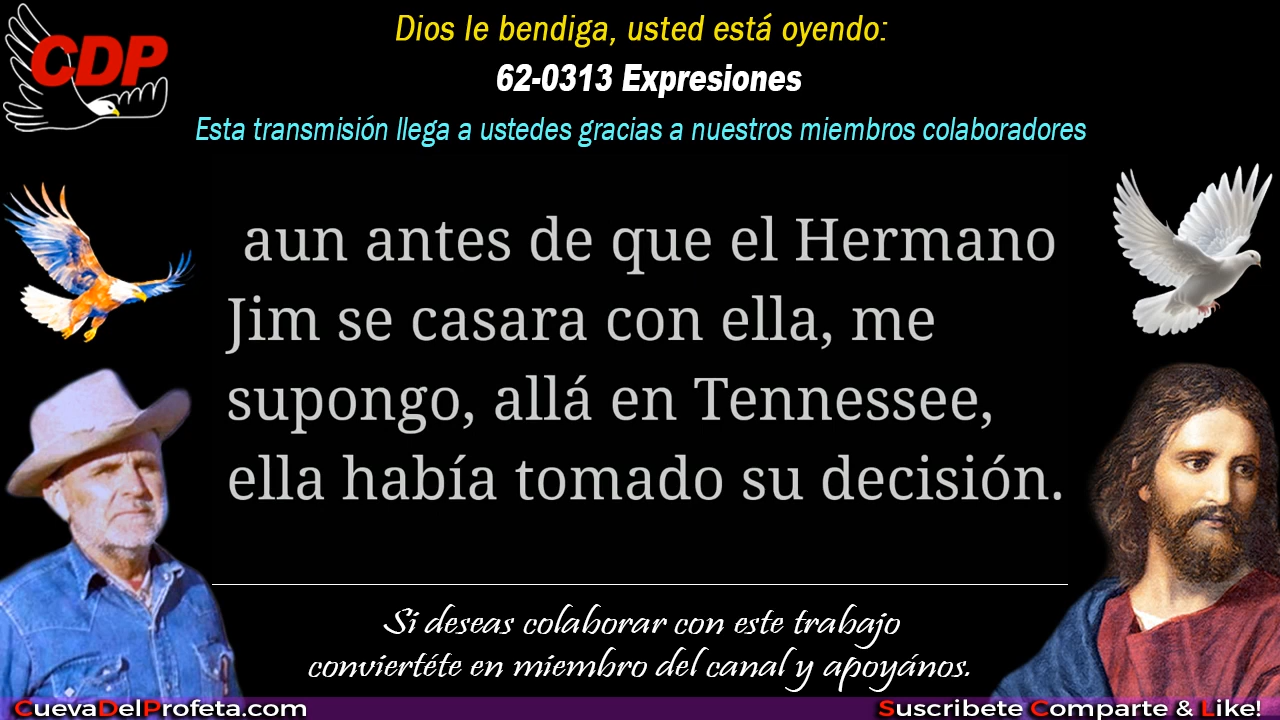 CDP
Dios le bendiga, usted está oyendo:
62-0313 Expresiones
Esta transmisión llega a ustedes gracias a nuestros miembros colaboradores
aun antes de que el Hermano
Jim se casara con ella, me
supongo, allá en Tennessee,
ella había tomado su decisión.
Si deseas colaborar con este trabajo
conviertéte en miembro del canal y apoyános.
CuevaDelProfeta.com
Suscribete Comparte & Like!